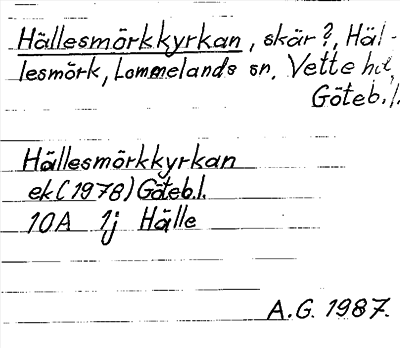 Hällesmörkkyrkan, skär?, Häl-
lesmörk, Lommelands sn, Vette hd,
Göteb.l.
Hällesmörkkyrkan
ek (1978) Göteb.l.
10A 1j Hälle
A.G. 1987.